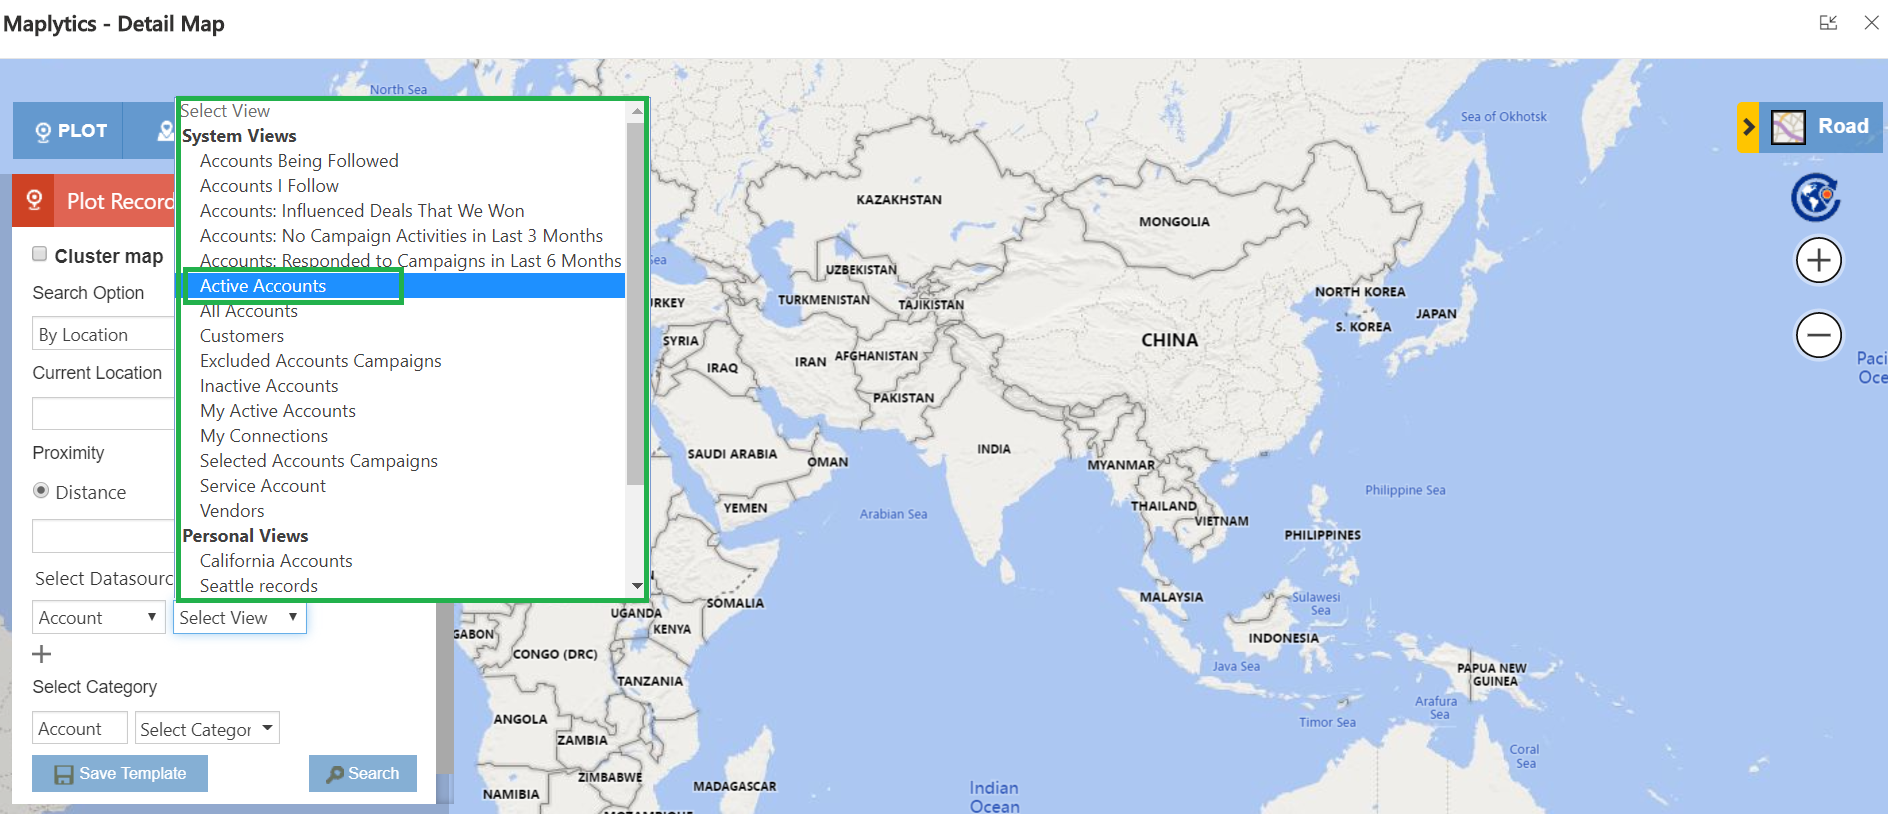 Maplytics - Detail Map
PLOT
Plot Record
Cluster map
Search Option
By Location
Current Location
Proximity
Distance
Select Datasourc
Account
Select View
Select Category
Account
Select Categor
Save Template
Search
Select View
System Views
Accounts Being Followed
Accounts I Follow
Accounts: Influenced Deals That We Won
Accounts: No Campaign Activities in Last 3 Months
Accounts: Responded to Campaigns in Last 6 Months
Active Accounts
All Accounts
Customers
Excluded Accounts Campaigns
Inactive Accounts
My Active Accounts
My Connections
Selected Accounts Campaigns
Service Account
Vendors
Personal Views
California Accounts
Seattle records
Road
North Sea
Sea of Okhotsk
KAZAKHSTAN
MONGOLIA
Sea
UZBEKISTAN
TURKMENISTAN
TAJIKISTAN
RKEY
NORTH KOREA
S. KOREA
JAPAN
CHINA
SYRIA
IRAQ
IRAN
AFGHANISTAN
PAKISTAN
Paci
Oce
INDIA
SAUDI ARABIA
OMAN
YEMEN
MYANMAR
THAILAND
VIETNAM
Arabian Sea
Philippine Sea
PHILIPPINES
SOMALIA
UGANDA
KENYA
GABON
CONGO (DRC)
TANZANIA
MALAYSIA
Sulawesi
Sea
INDONESIA
Java Sea
PAPUA NEW
GUINEA
Arafura
Sea
Timor Sea
Coral
Sea
ANGOLA
ZAMBIA
ZIMBABWE
NAMIBIA
MADAGASCAR
MOZAMBIQUE
Indian
Ocean